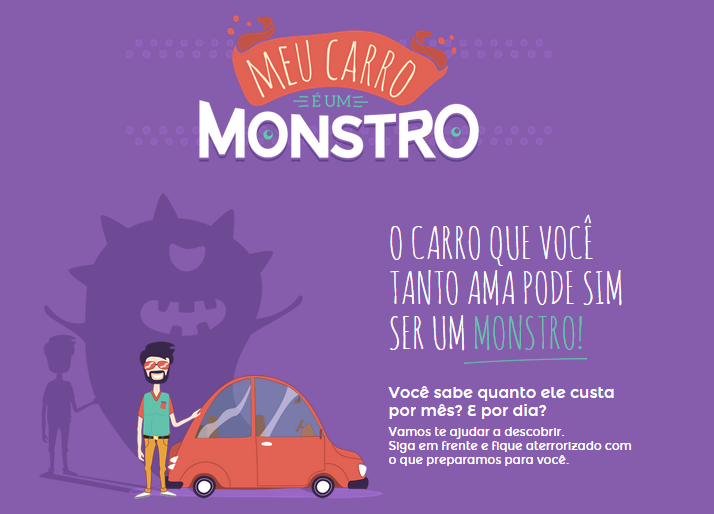 MEU CARRO
É UM
MONSTRO
O CARRO QUE VOCÊ
TANTO AMA PODE SIM
SER UM MONSTRO!
Você sabe quanto ele custa
por mês? E por dia?
Vamos te ajudar a descobrir.
Siga em frente e fique aterrorizado com
o que preparamos para você.